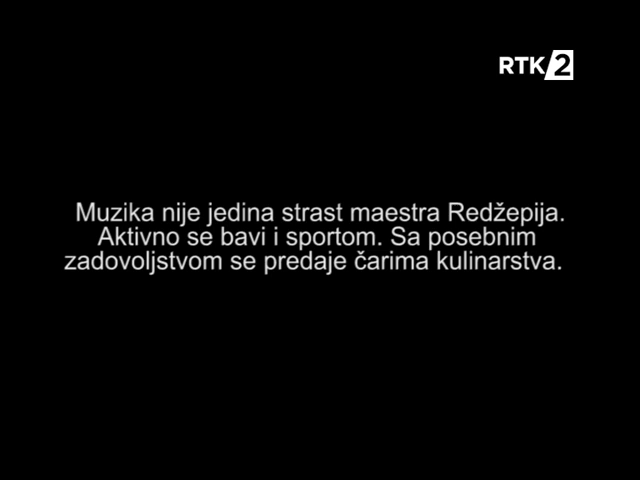 RTK2
Muzika nije jedina strast maestra Redžepija.
Aktivno se bavi i sportom. Sa posebnim
zadovoljstvom se predaje čarima kulinarstva.